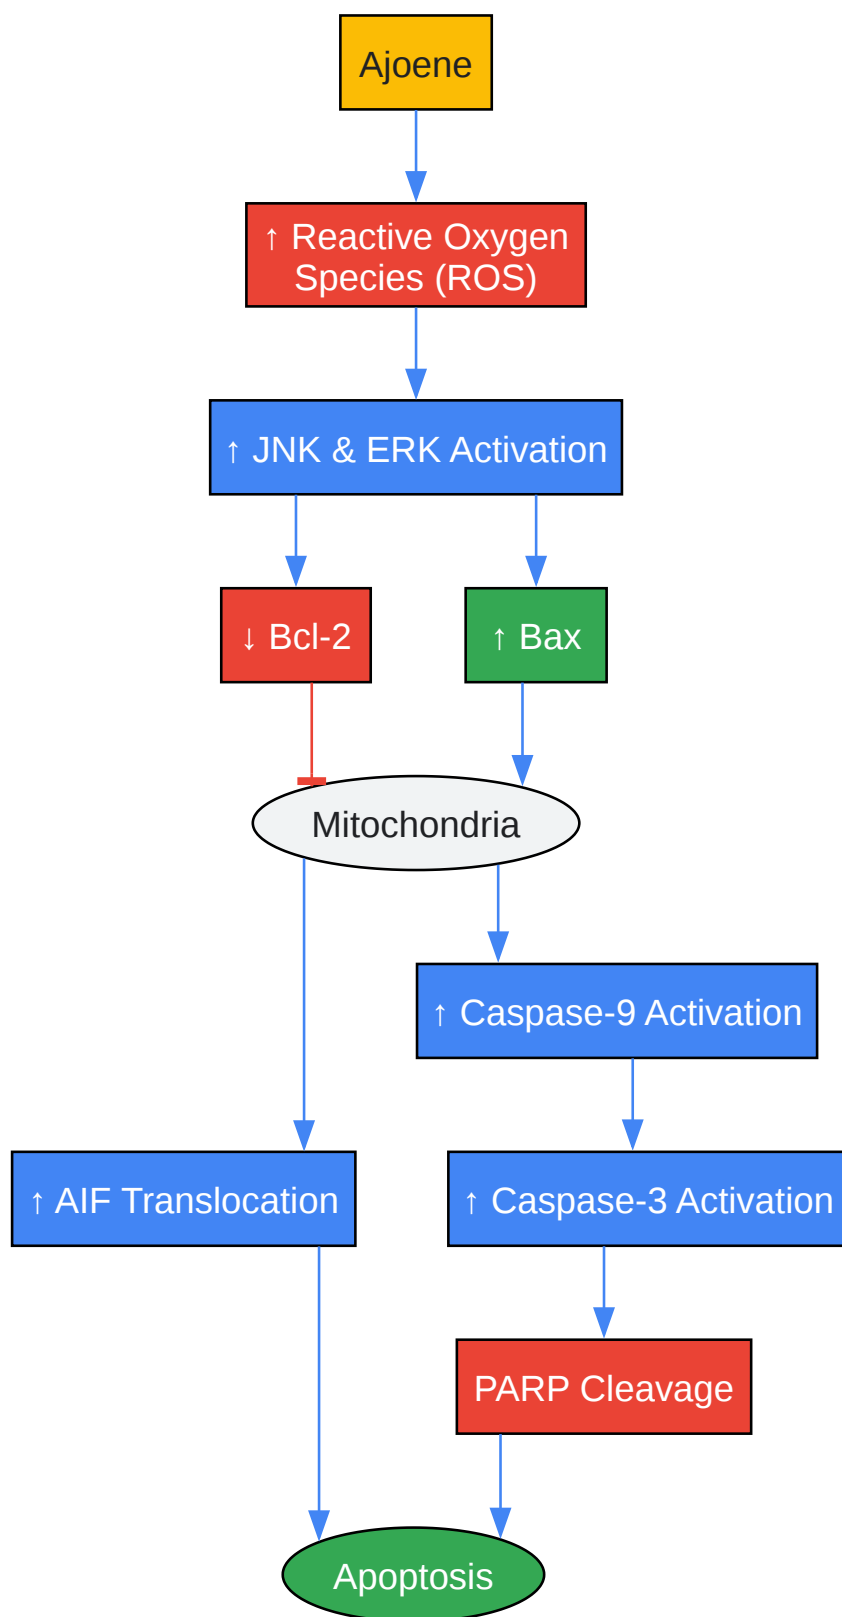 Ajoene
↑ Reactive Oxygen
Species (ROS)
↑ JNK & ERK Activation
↓ Bcl-2
↑ Bax
Mitochondria
↑ Caspase-9 Activation
↑ AIF Translocation
↑ Caspase-3 Activation
PARP Cleavage
Apoptosis